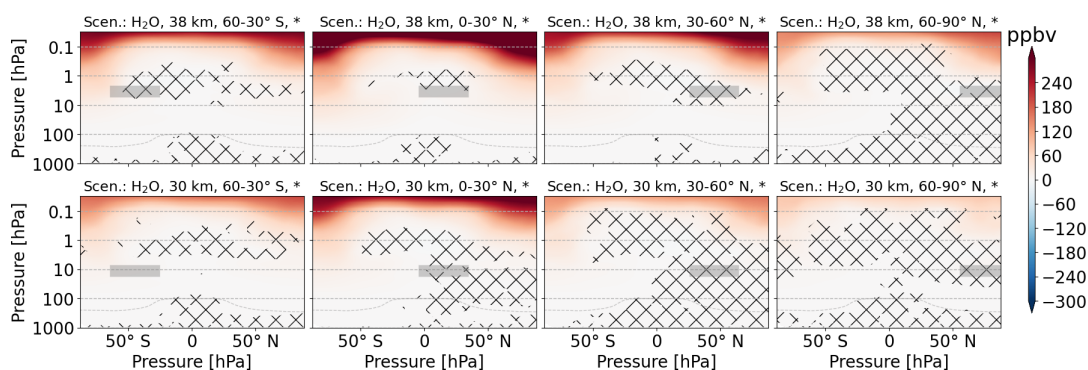 Scen.: H₂O, 38 km, 60-30° S, *
Scen.: H₂O, 38 km, 0-30° N, *
Scen.: H₂O, 38 km, 30-60° N, *
Scen.: H₂O, 38 km, 60-90° N, *
ppbv
Pressure [hPa]
0.1
1
10
100
1000
240
180
120
60
0
−60
−120
−180
−240
−300
Scen.: H₂O, 30 km, 60-30° S, *
Scen.: H₂O, 30 km, 0-30° N, *
Scen.: H₂O, 30 km, 30-60° N, *
Scen.: H₂O, 30 km, 60-90° N, *
Pressure [hPa]
0.1
1
10
100
1000
50° S 0 50° N
50° S 0 50° N
50° S 0 50° N
50° S 0 50° N
Pressure [hPa]
Pressure [hPa]
Pressure [hPa]
Pressure [hPa]